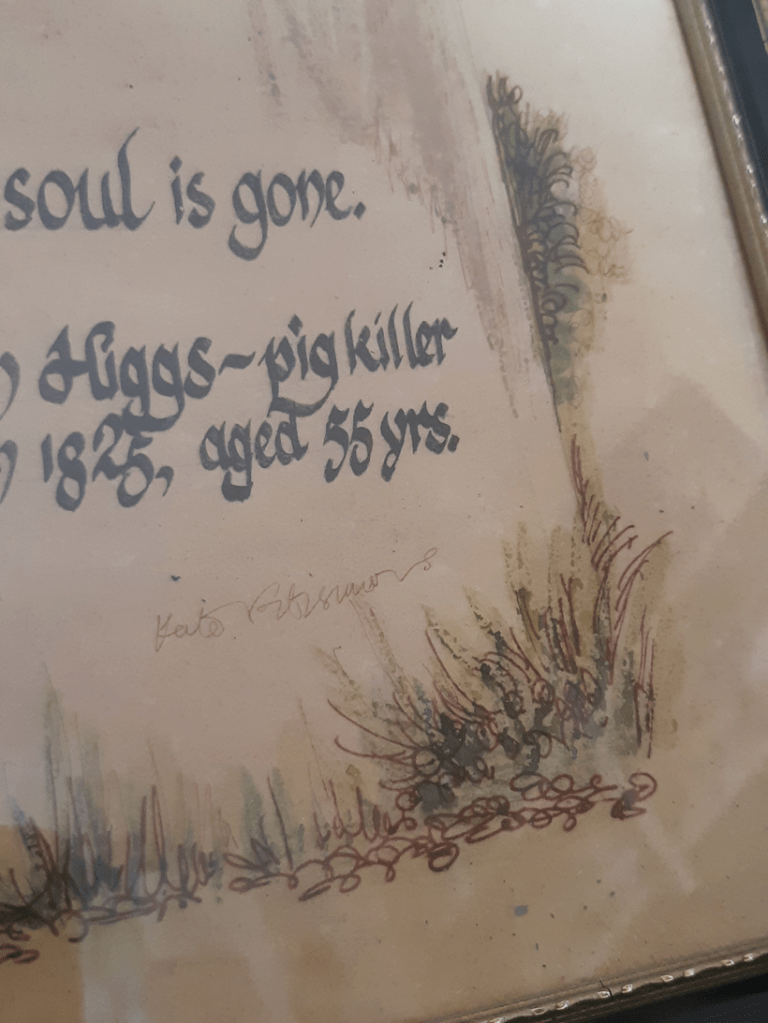 soul is gone.
Higgs~pig killer
1825, aged 55 yrs.
Kate